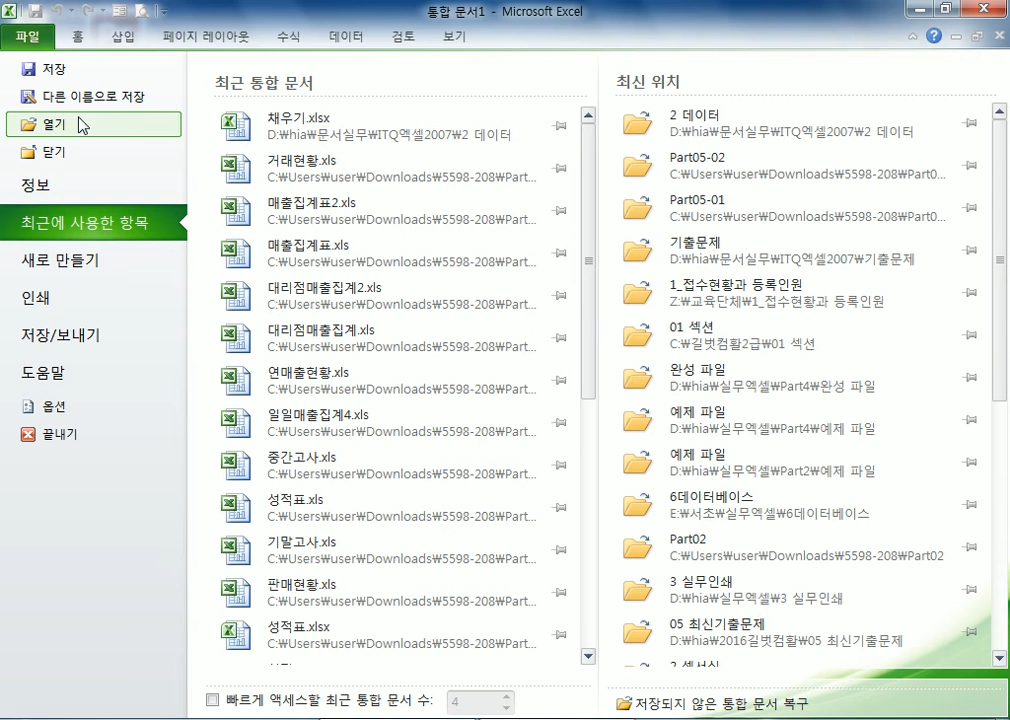 통합 문서1 - Microsoft Excel
파일 홈 삽입 페이지 레이아웃 수식 데이터 검토 보기
저장
다른 이름으로 저장
열기
닫기
정보
최근에 사용한 항목
새로 만들기
인쇄
저장/보내기
도움말
옵션
끝내기
최근 통합 문서
채우기.xlsx
D:₩hia₩문서실무₩ITQ엑셀2007₩2 데이터
거래현황.xls
C:₩Users₩user₩Downloads₩5598-208₩Part...
매출집계표2.xls
C:₩Users₩user₩Downloads₩5598-208₩Part...
매출집계표.xls
C:₩Users₩user₩Downloads₩5598-208₩Part...
대리점매출집계2.xls
C:₩Users₩user₩Downloads₩5598-208₩Part...
대리점매출집계.xls
C:₩Users₩user₩Downloads₩5598-208₩Part...
연매출현황.xls
C:₩Users₩user₩Downloads₩5598-208₩Part...
일일매출집계4.xls
C:₩Users₩user₩Downloads₩5598-208₩Part...
중간고사.xls
C:₩Users₩user₩Downloads₩5598-208₩Part...
성적표.xls
C:₩Users₩user₩Downloads₩5598-208₩Part...
기말고사.xls
C:₩Users₩user₩Downloads₩5598-208₩Part...
판매현황.xls
C:₩Users₩user₩Downloads₩5598-208₩Part...
성적표.xlsx
C:₩Users₩user₩Downloads₩5598-208₩Part...
빠르게 액세스할 최근 통합 문서 수: 4
최신 위치
2 데이터
D:₩hia₩문서실무₩ITQ엑셀2007₩2 데이터
Part05-02
C:₩Users₩user₩Downloads₩5598-208₩Part0...
Part05-01
C:₩Users₩user₩Downloads₩5598-208₩Part0...
기출문제
D:₩hia₩문서실무₩ITQ엑셀2007₩기출문제
1_접수현황과 등록인원
Z:₩교육단체₩1_접수현황과 등록인원
01 섹션
C:₩길벗컴활2급₩01 섹션
완성 파일
D:₩hia₩실무엑셀₩Part4₩완성 파일
예제 파일
D:₩hia₩실무엑셀₩Part4₩예제 파일
예제 파일
D:₩hia₩실무엑셀₩Part2₩예제 파일
6데이터베이스
E:₩서초₩실무엑셀₩6데이터베이스
Part02
C:₩Users₩user₩Downloads₩5598-208₩Part02
3 실무인쇄
D:₩hia₩실무엑셀₩3 실무인쇄
05 최신기출문제
D:₩hia₩2016길벗컴활₩05 최신기출문제
저장되지 않은 통합 문서 복구